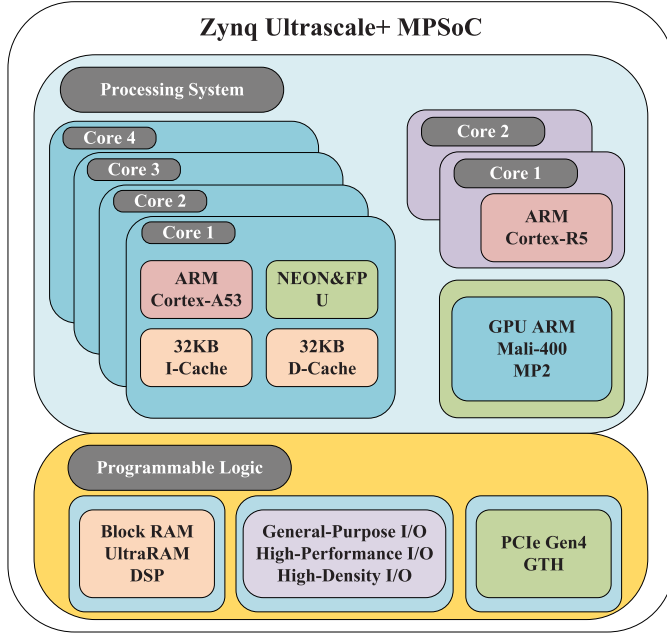 Zynq Ultrascale+ MPSoC
Processing System
Core 4
Core 3
Core 2
Core 1
ARM
Cortex-A53
NEON&FP
U
32KB
I-Cache
32KB
D-Cache
Core 2
Core 1
ARM
Cortex-R5
GPU ARM
Mali-400
MP2
Programmable Logic
Block RAM
UltraRAM
DSP
General-Purpose I/O
High-Performance I/O
High-Density I/O
PCIe Gen4
GTH